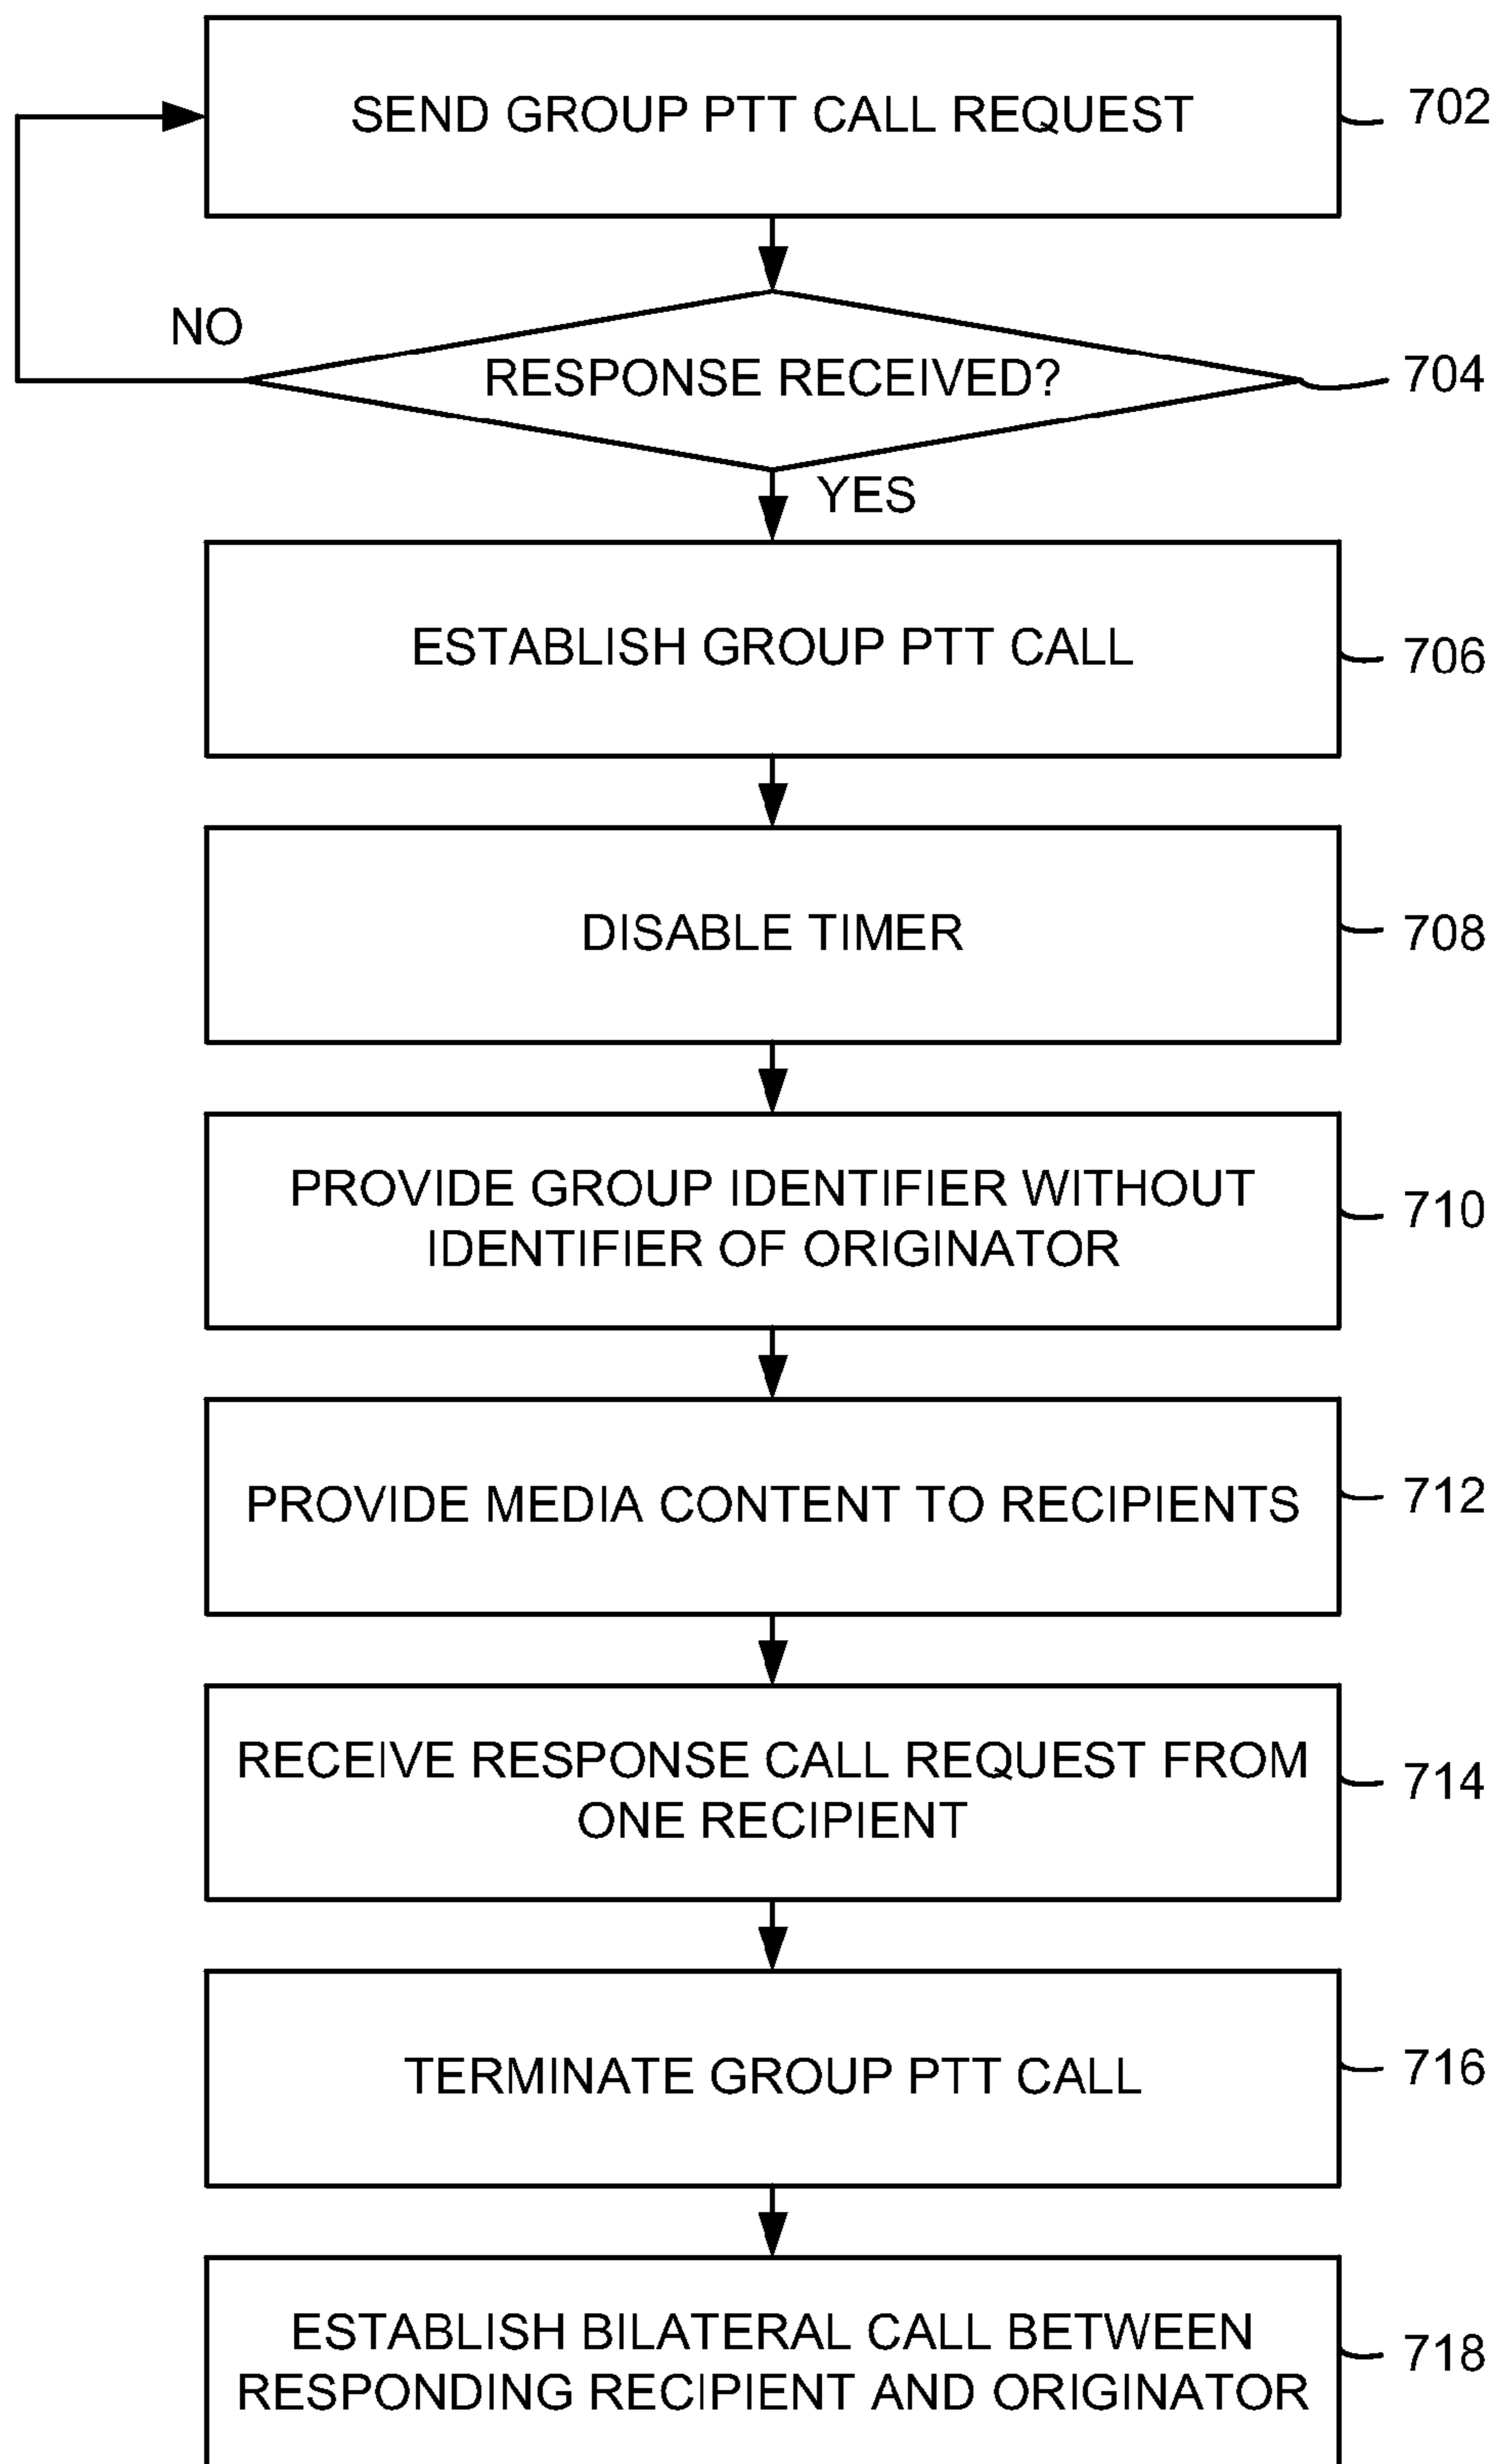 SEND GROUP PTT CALL REQUEST
702
NO
RESPONSE RECEIVED?
704
YES
ESTABLISH GROUP PTT CALL
706
DISABLE TIMER
708
PROVIDE GROUP IDENTIFIER WITHOUT
IDENTIFIER OF ORIGINATOR
710
PROVIDE MEDIA CONTENT TO RECIPIENTS
712
RECEIVE RESPONSE CALL REQUEST FROM
ONE RECIPIENT
714
TERMINATE GROUP PTT CALL
716
ESTABLISH BILATERAL CALL BETWEEN
RESPONDING RECIPIENT AND ORIGINATOR
718